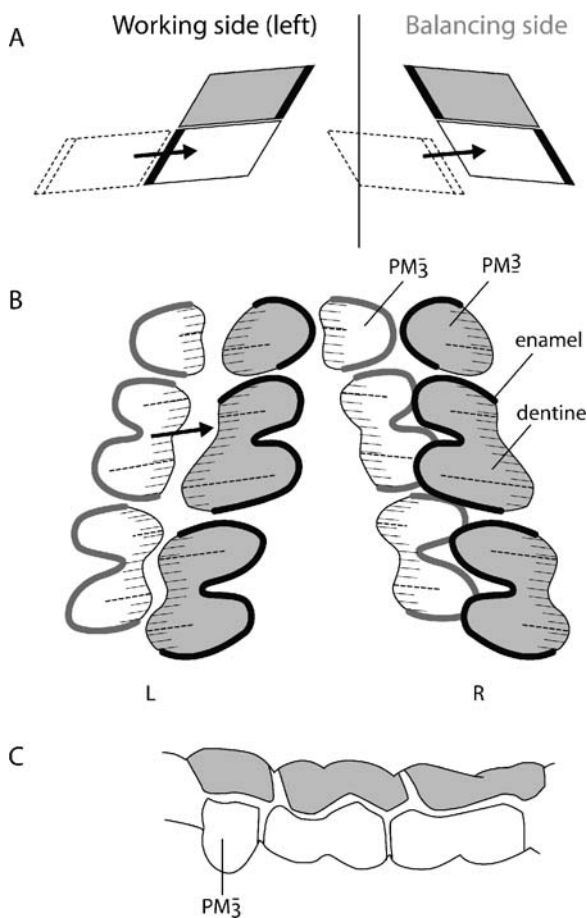 A
Working side (left)
Balancing side
B
PM3̄
PM3̲
enamel
dentine
L
R
C
PM3̄